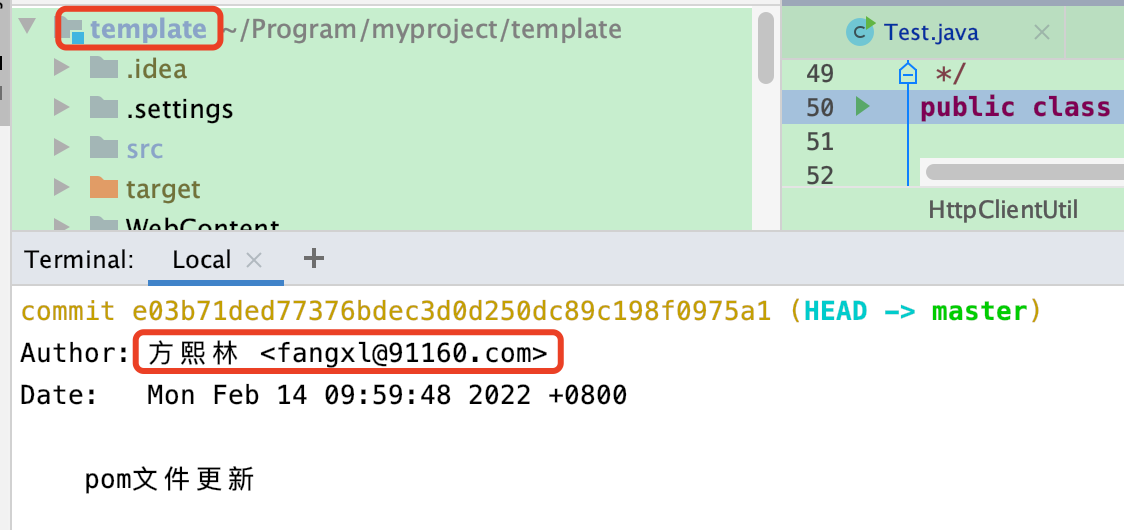 template ~/Program/myproject/template
.idea
.settings
src
target
WebContent
Test.java
49 */
50 public class
51
52
HttpClientUtil
Terminal: Local +
commit e03b71ded77376bdec3d0d250dc89c198f0975a1 (HEAD -> master)
Author: 方熙林 <fangxl@91160.com>
Date: Mon Feb 14 09:59:48 2022 +0800
pom文件更新